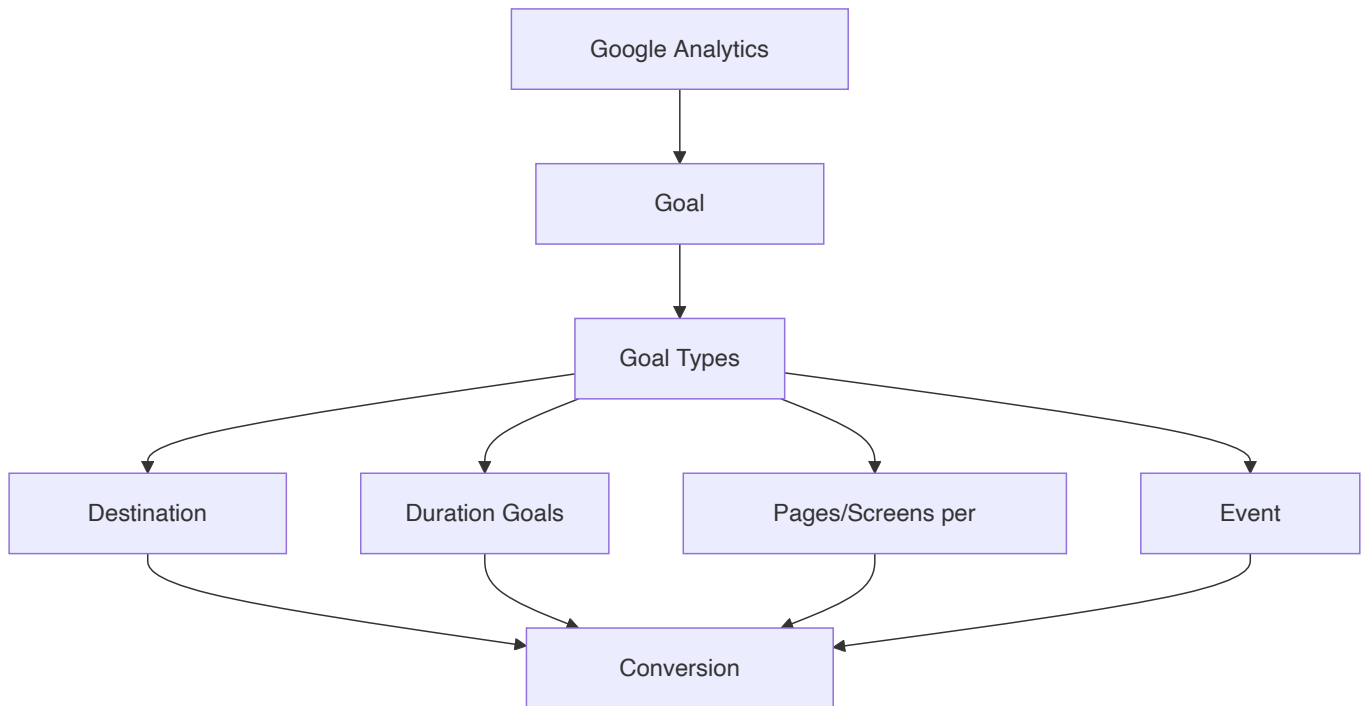 Google Analytics
Goal
Goal Types
Destination
Duration Goals
Pages/Screens per
Event
Conversion